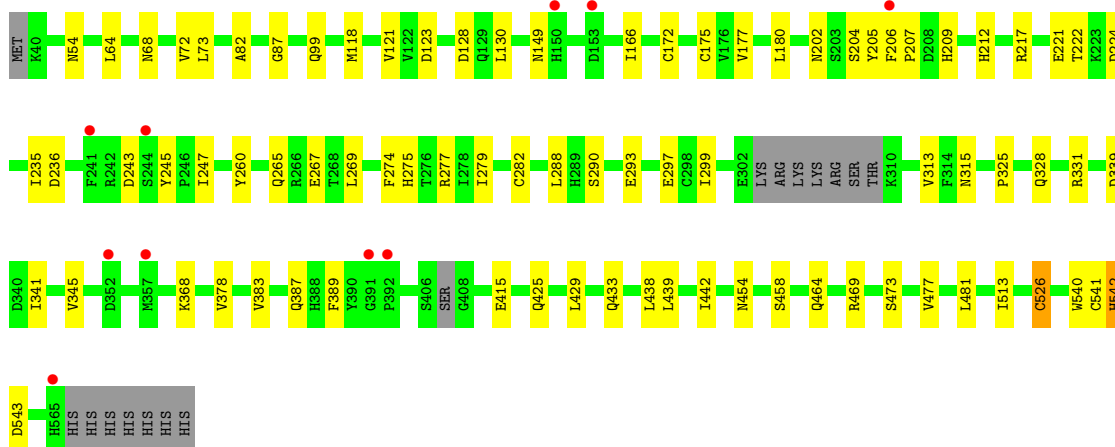 MET K40 N54 L64 N68 V72 L73 A82 G87 Q99 M118 V121 V122 D123 D128 Q129 L130 N149 H150 D153 I166 C172 C175 V176 V177 L180 N202 S203 S204 Y205 F206 P207 D208 H209 H212 R217 E221 T222 K223
I235 D236 F241 R242 D243 S244 Y245 P246 I247 Y260 Q265 R266 E267 T268 L269 F274 H275 T276 R277 I278 I279 C282 L288 H289 S290 E293 E297 C298 I299 E302 LYS ARG LYS LYS ARG SER THR K310 V313 F314 N315 P325 Q328 R331
D340 I341 V345 D352 M357 K368 V378 V383 Q387 H388 F389 Y390 G391 P392 S406 SER G408 E415 Q425 L429 Q433 L438 L439 I442 N454 S458 Q464 R469 S473 V477 L481 I513 C526 W540 C541 H542
D543 H565 HIS HIS HIS HIS HIS HIS